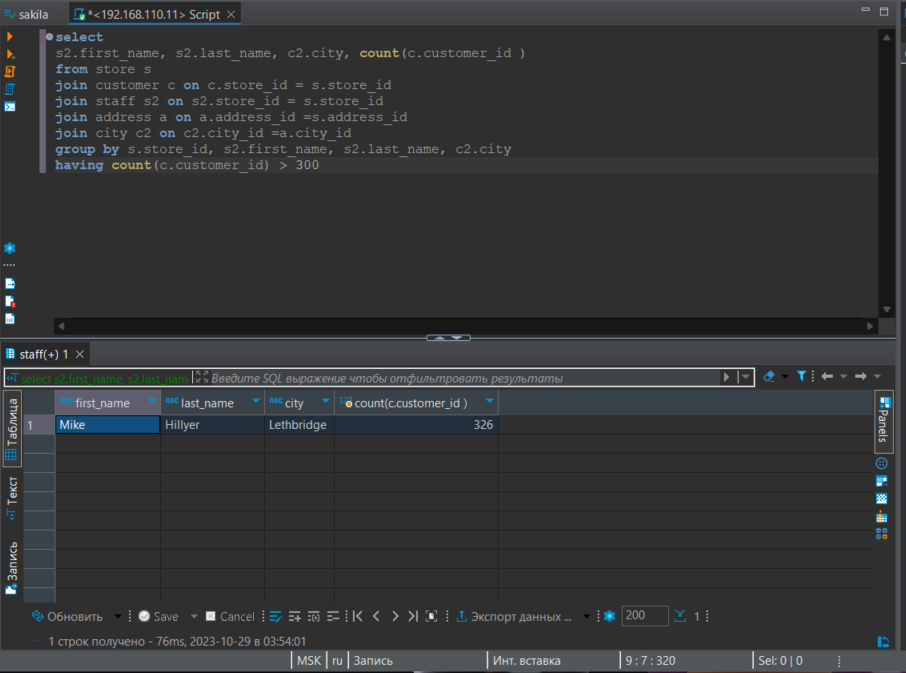 sakila
*<192.168.110.11> Script
select
s2.first_name, s2.last_name, c2.city, count(c.customer_id )
from store s
join customer c on c.store_id = s.store_id
join staff s2 on s2.store_id = s.store_id
join address a on a.address_id =s.address_id
join city c2 on c2.city_id =a.city_id
group by s.store_id, s2.first_name, s2.last_name, c2.city
having count(c.customer_id) > 300
staff(+) 1
select s2.first_name, s2.last_nam
Введите SQL выражение чтобы отфильтровать результаты
Таблица
Текст
Запись
ABC first_name ABC last_name ABC city 123 count(c.customer_id )
1 Mike Hillyer Lethbridge 326
Panels
Обновить Save Cancel Экспорт данных ... 200 1
1 строк получено - 76ms, 2023-10-29 в 03:54:01
MSK ru Запись Инт. вставка 9 : 7 : 320 Sel: 0 | 0